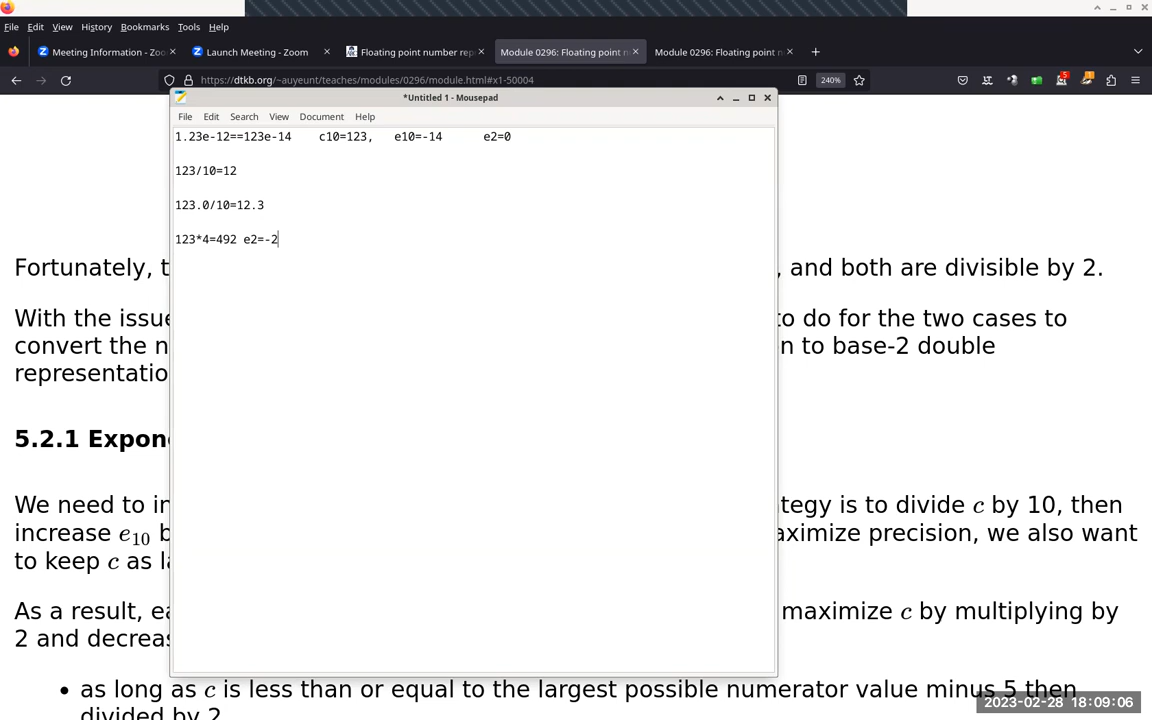 File Edit View History Bookmarks Tools Help
Meeting Information - Zoo Launch Meeting - Zoom Floating point number rep Module 0296: Floating point n Module 0296: Floating point n
https://dtkb.org/~auyeunt/teaches/modules/0296/module.html#x1-50004 240% 5
*Untitled 1 - Mousepad
File Edit Search View Document Help
1.23e-12==123e-14 c10=123, e10=-14 e2=0
123/10=12
123.0/10=12.3
123*4=492 e2=-2
Fortunately, t , and both are divisible by 2.
With the issue to do for the two cases to
convert the n n to base-2 double
representatio
5.2.1 Expon
We need to in tegy is to divide c by 10, then
increase e10 b aximize precision, we also want
to keep c as la
As a result, ea maximize c by multiplying by
2 and decreas
• as long as c is less than or equal to the largest possible numerator value minus 5 then
divided by 2
2023-02-28 18:09:06